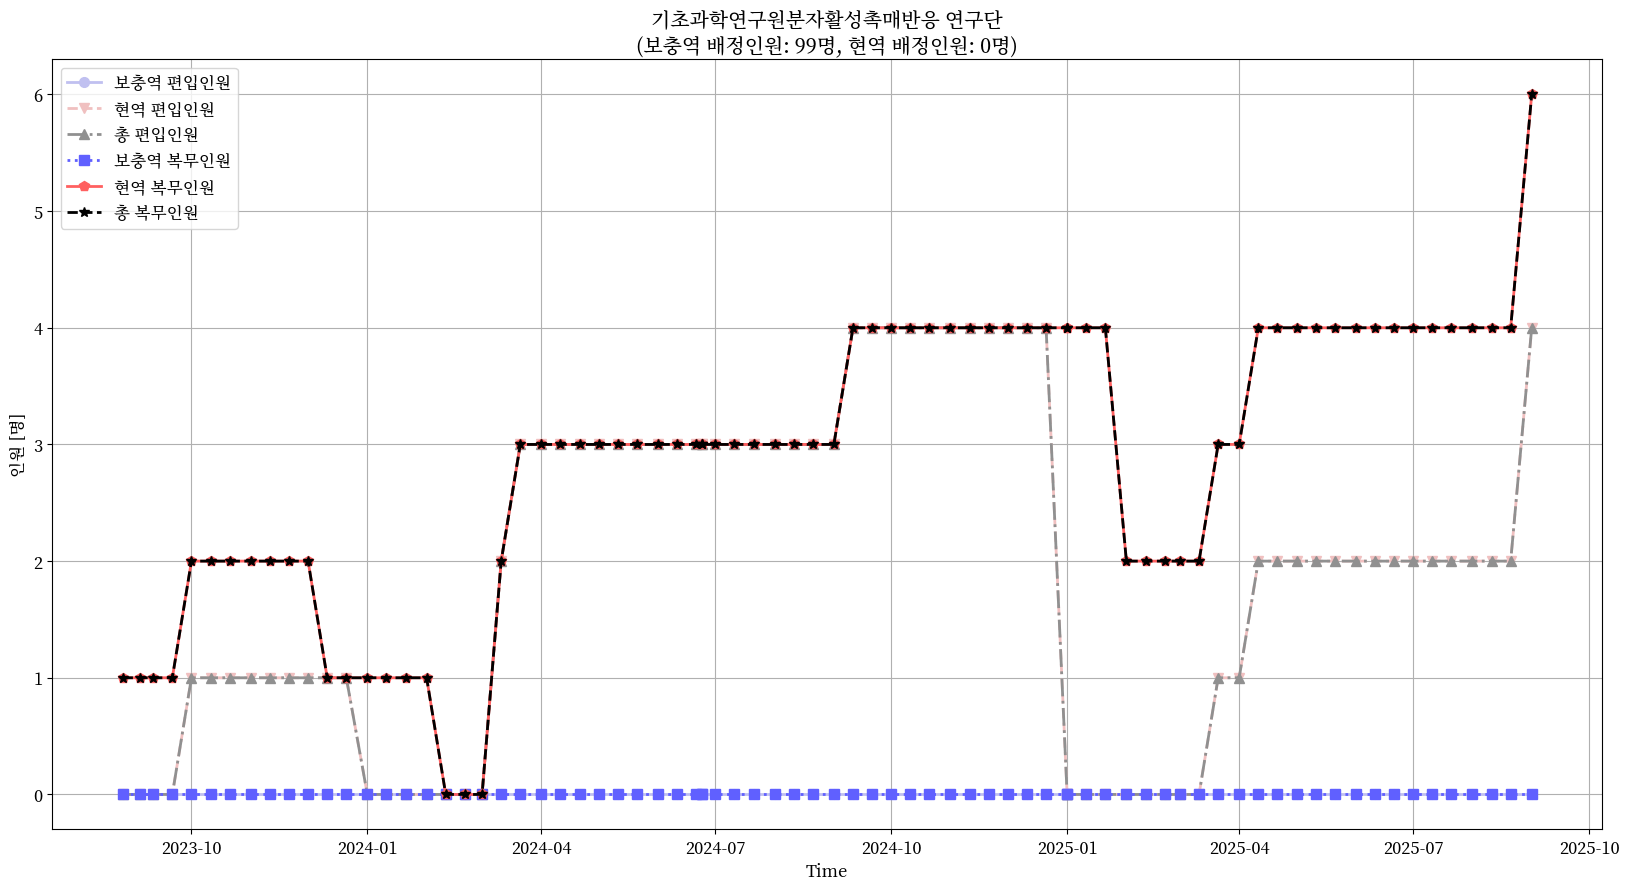 기초과학연구원분자활성촉매반응 연구단
(보충역 배정인원: 99명, 현역 배정인원: 0명)
보충역 편입인원
현역 편입인원
총 편입인원
보충역 복무인원
현역 복무인원
총 복무인원
인원 [명]
6
5
4
3
2
1
0
2023-10
2024-01
2024-04
2024-07
2024-10
2025-01
2025-04
2025-07
2025-10
Time